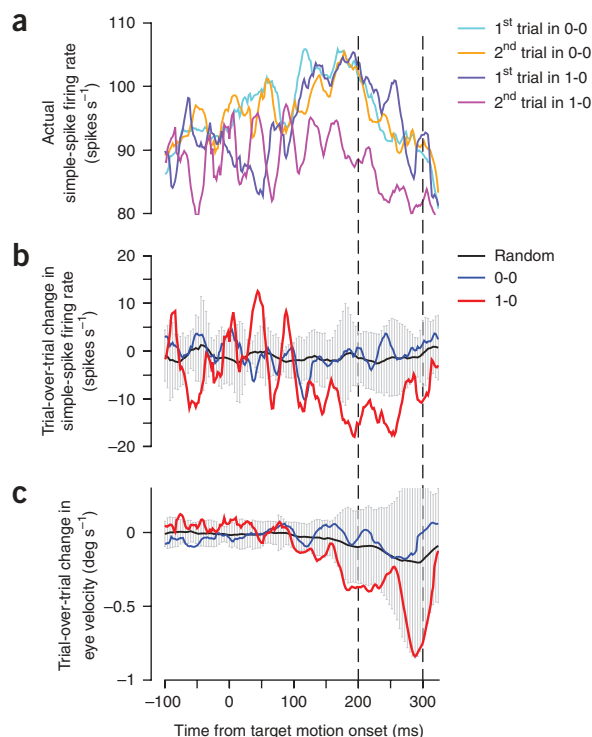 a
Actual
simple-spike firing rate
(spikes s⁻¹)
110
100
90
80
1st trial in 0-0
2nd trial in 0-0
1st trial in 1-0
2nd trial in 1-0
b
Trial-over-trial change in
simple-spike firing rate
(spikes s⁻¹)
20
10
0
−10
−20
Random
0-0
1-0
c
Trial-over-trial change in
eye velocity (deg s⁻¹)
0
−0.5
−1
−100 0 100 200 300
Time from target motion onset (ms)